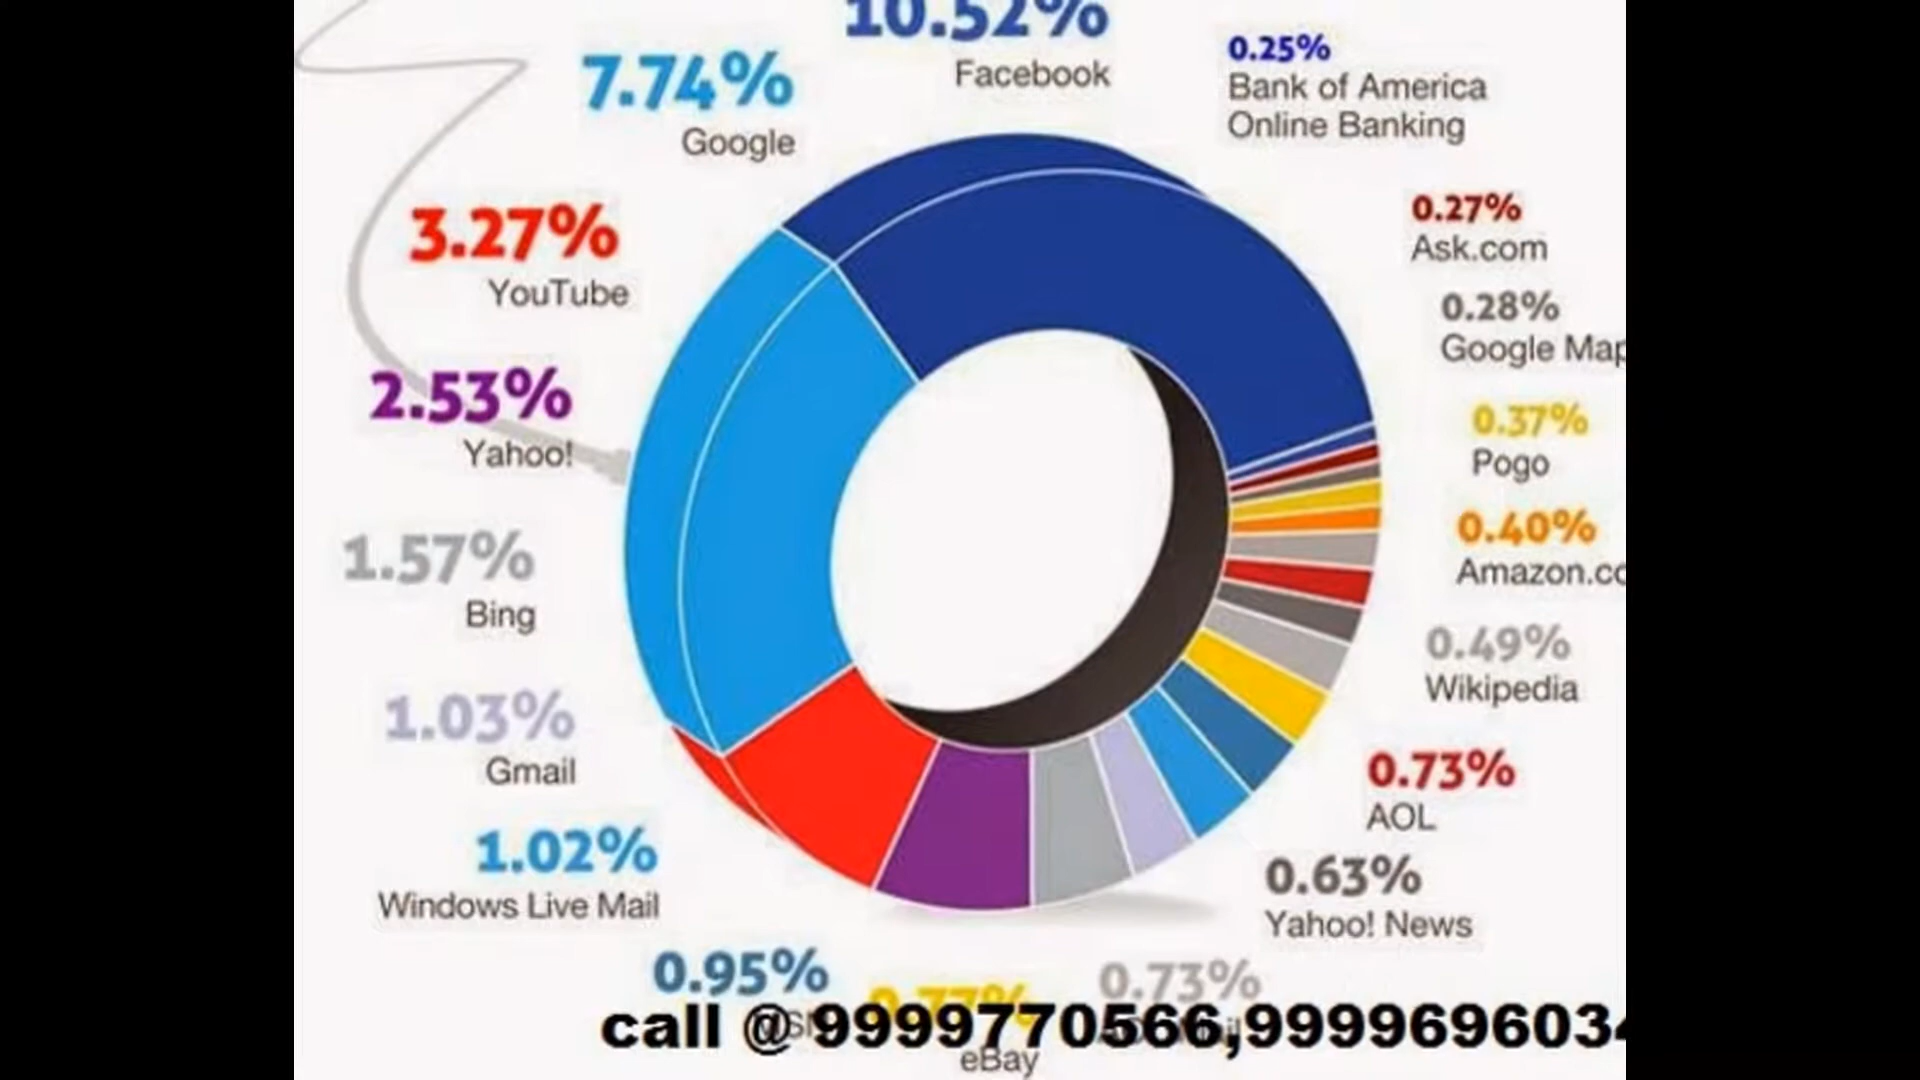 10.52%
Facebook
7.74%
Google
3.27%
YouTube
2.53%
Yahoo!
1.57%
Bing
1.03%
Gmail
1.02%
Windows Live Mail
0.95%
0.77%
eBay
0.73%
0.25%
Bank of America
Online Banking
0.27%
Ask.com
0.28%
Google Map
0.37%
Pogo
0.40%
Amazon.co
0.49%
Wikipedia
0.73%
AOL
0.63%
Yahoo! News
call @ 9999770566,9999696034